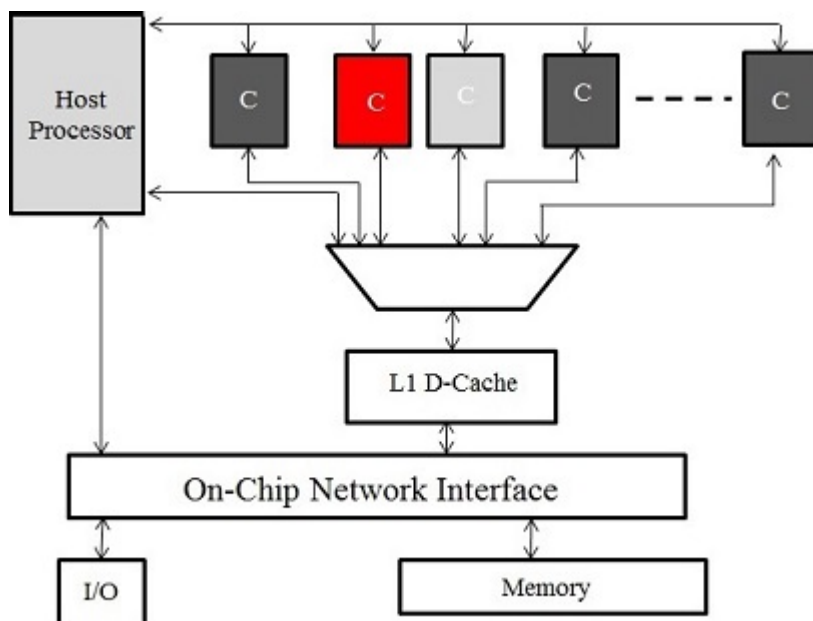 Host
Processor
C
C
C
C
C
L1 D-Cache
On-Chip Network Interface
I/O
Memory